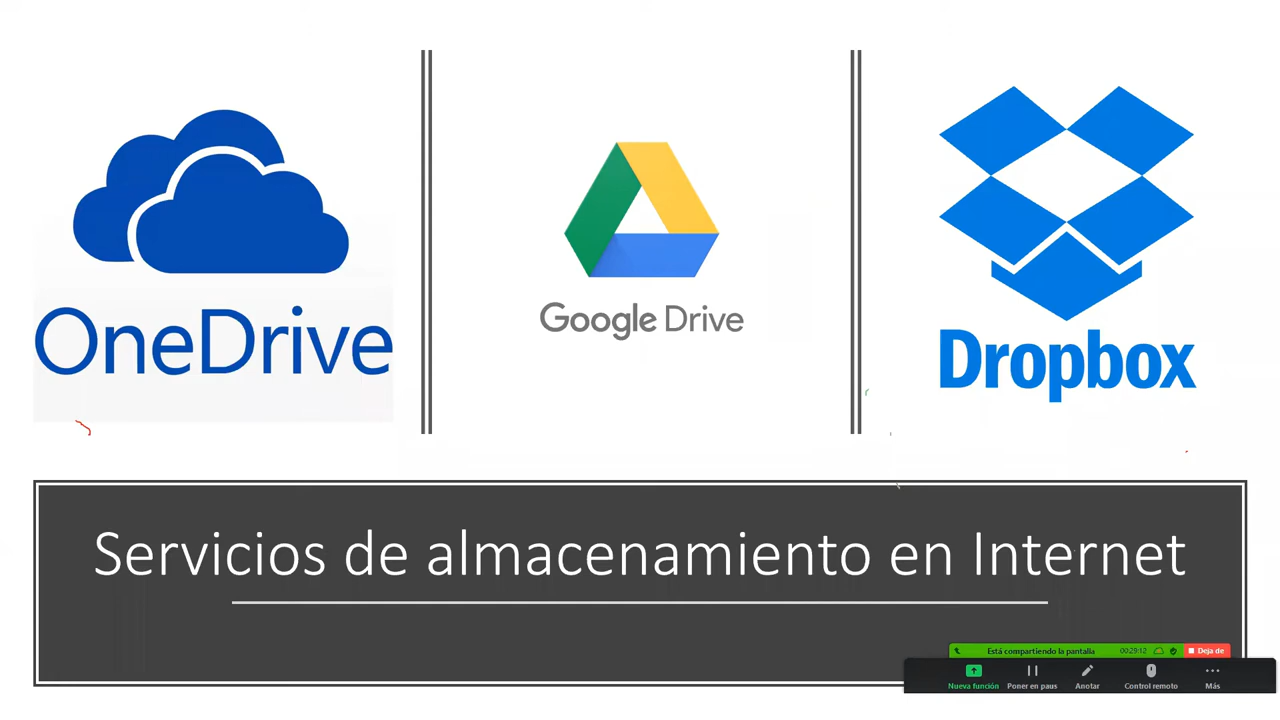 OneDrive
Google Drive
Dropbox
Servicios de almacenamiento en Internet
Está compartiendo la pantalla 00:29:12 Deja de
Nueva función Poner en paus Anotar Control remoto Más